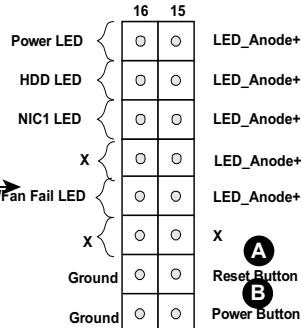 16 15
Power LED LED_Anode+
HDD LED LED_Anode+
NIC1 LED LED_Anode+
X LED_Anode+
/Fan Fail LED LED_Anode+
X X
A
Ground Reset Button
B
Ground Power Button